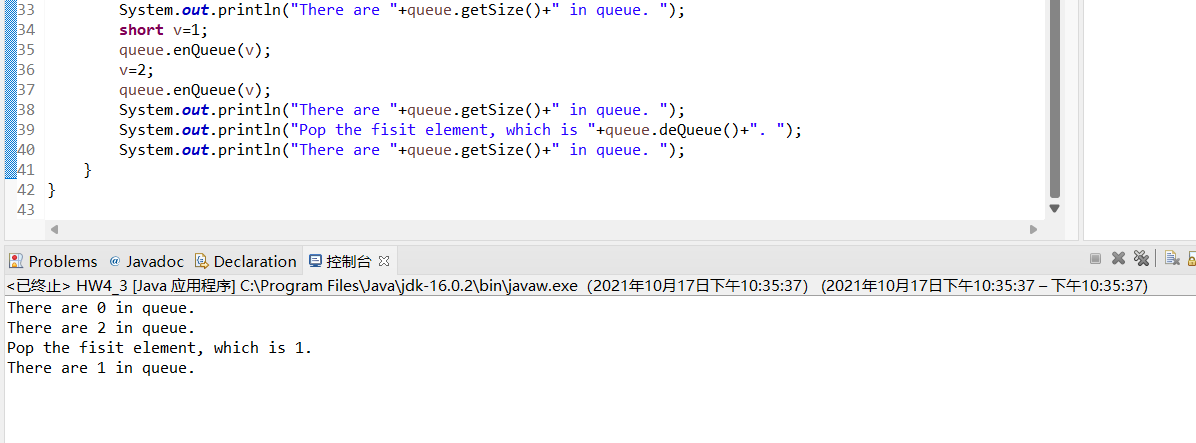 33 System.out.println("There are "+queue.getSize()+" in queue. ");
34 short v=1;
35 queue.enQueue(v);
36 v=2;
37 queue.enQueue(v);
38 System.out.println("There are "+queue.getSize()+" in queue. ");
39 System.out.println("Pop the fisit element, which is "+queue.deQueue()+". ");
40 System.out.println("There are "+queue.getSize()+" in queue. ");
41 }
42 }
43
Problems @ Javadoc Declaration 控制台
<已终止> HW4_3 [Java 应用程序] C:\Program Files\Java\jdk-16.0.2\bin\javaw.exe（2021年10月17日下午10:35:37） (2021年10月17日下午10:35:37 – 下午10:35:37)
There are 0 in queue.
There are 2 in queue.
Pop the fisit element, which is 1.
There are 1 in queue.